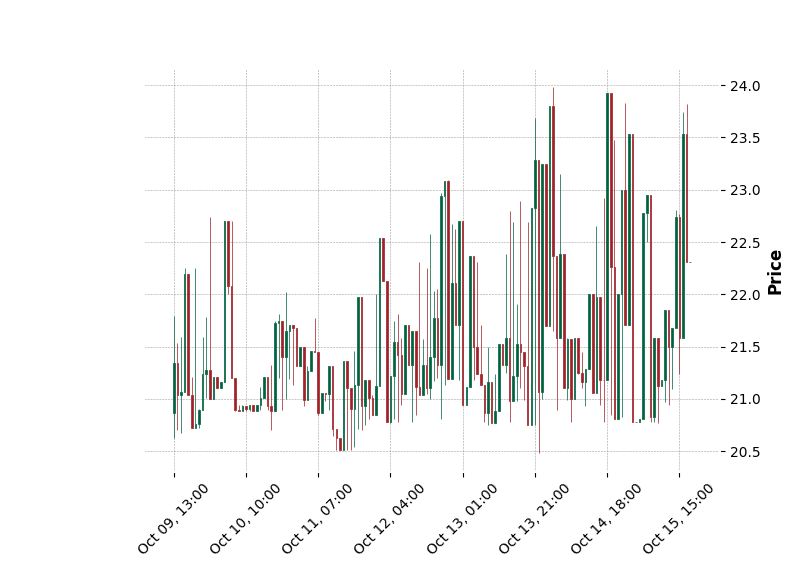 24.0
23.5
23.0
22.5
22.0
21.5
21.0
20.5
Price
Oct 09, 13:00
Oct 10, 10:00
Oct 11, 07:00
Oct 12, 04:00
Oct 13, 01:00
Oct 13, 21:00
Oct 14, 18:00
Oct 15, 15:00